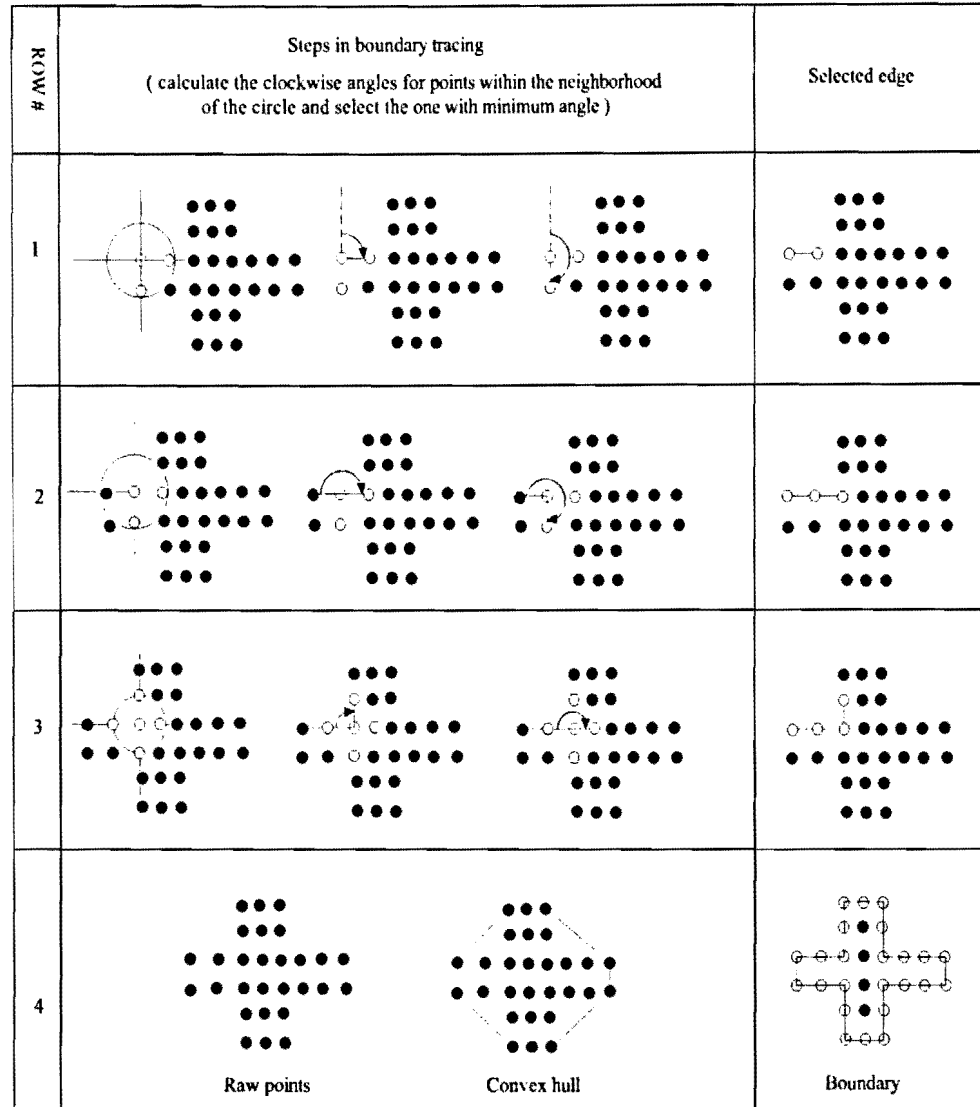 ROW #
Steps in boundary tracing
( calculate the clockwise angles for points within the neighborhood
of the circle and select the one with minimum angle )
Selected edge
1
2
3
4
Raw points
Convex hull
Boundary